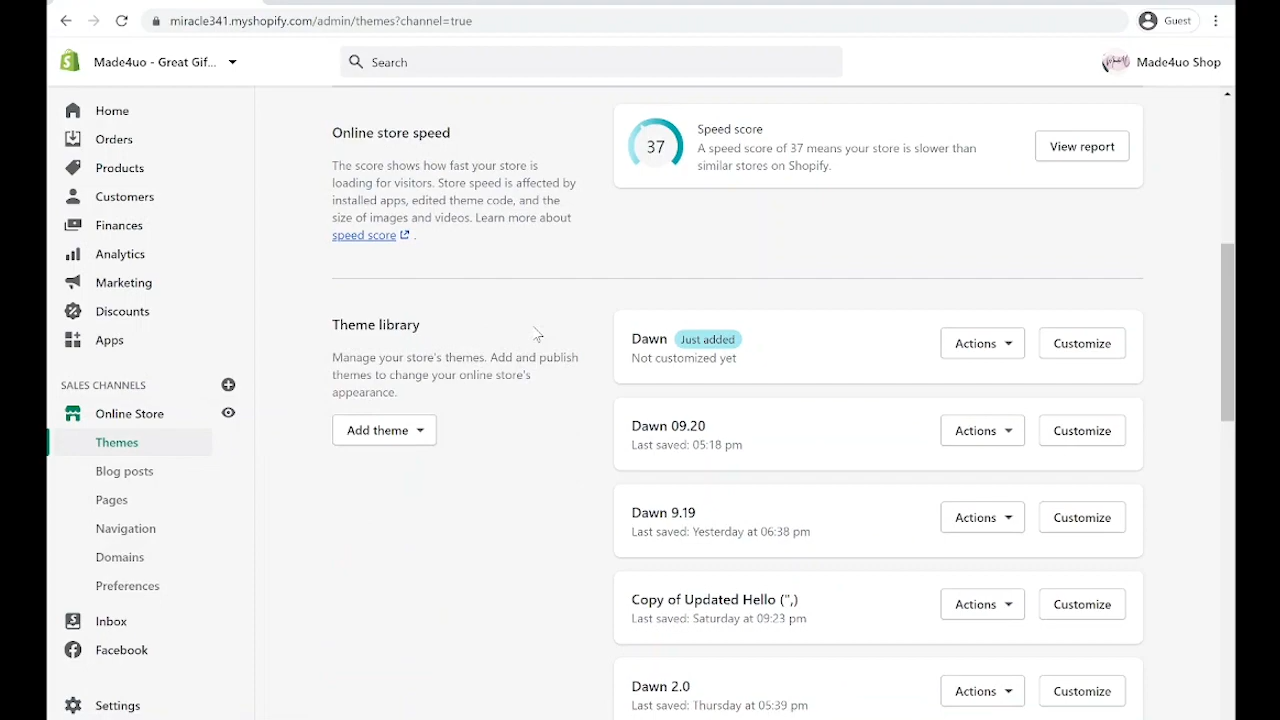 miracle341.myshopify.com/admin/themes?channel=true
Guest
Made4uo - Great Gif...
Search
Made4uo Shop
Home
Orders
Products
Customers
Finances
Analytics
Marketing
Discounts
Apps
SALES CHANNELS
Online Store
Themes
Blog posts
Pages
Navigation
Domains
Preferences
Inbox
Facebook
Settings
Online store speed
The score shows how fast your store is
loading for visitors. Store speed is affected by
installed apps, edited theme code, and the
size of images and videos. Learn more about
speed score .
37
Speed score
A speed score of 37 means your store is slower than
similar stores on Shopify.
View report
Theme library
Manage your store's themes. Add and publish
themes to change your online store's
appearance.
Add theme
Dawn Just added
Not customized yet
Actions
Customize
Dawn 09.20
Last saved: 05:18 pm
Actions
Customize
Dawn 9.19
Last saved: Yesterday at 06:38 pm
Actions
Customize
Copy of Updated Hello (",)
Last saved: Saturday at 09:23 pm
Actions
Customize
Dawn 2.0
Last saved: Thursday at 05:39 pm
Actions
Customize